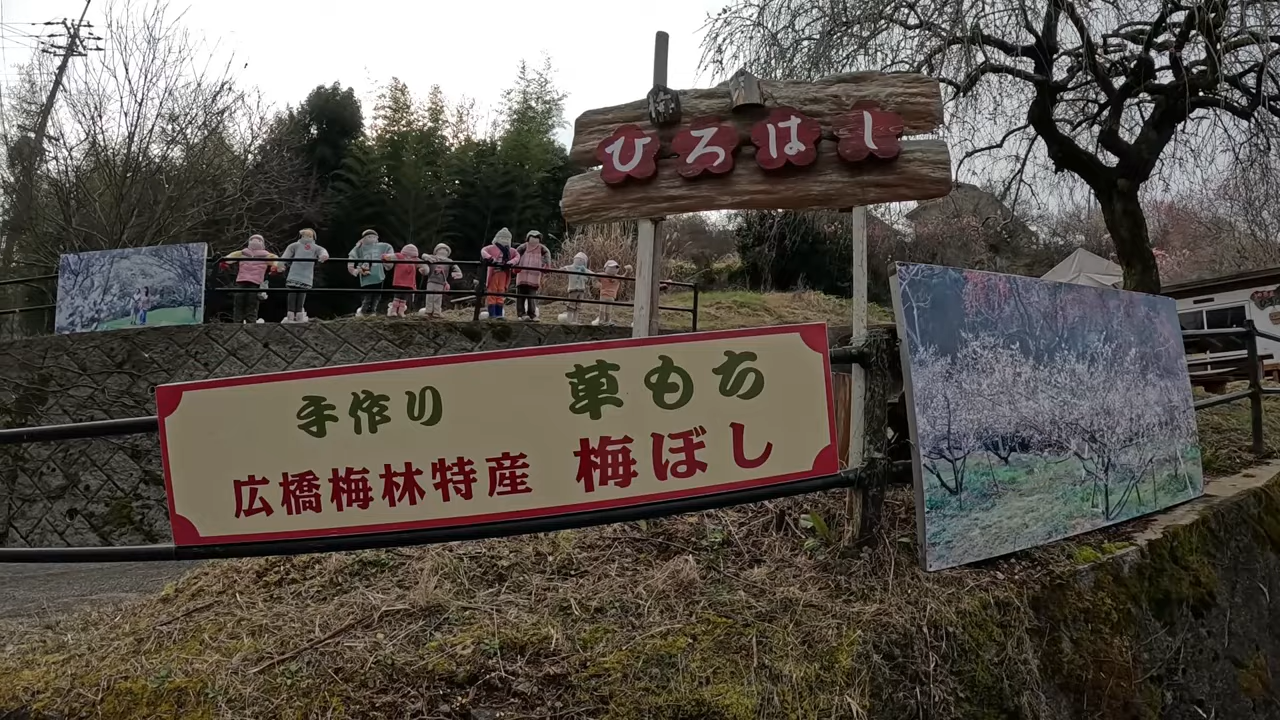 ひろはし
手作り 草もち
広橋梅林特産 梅ぼし